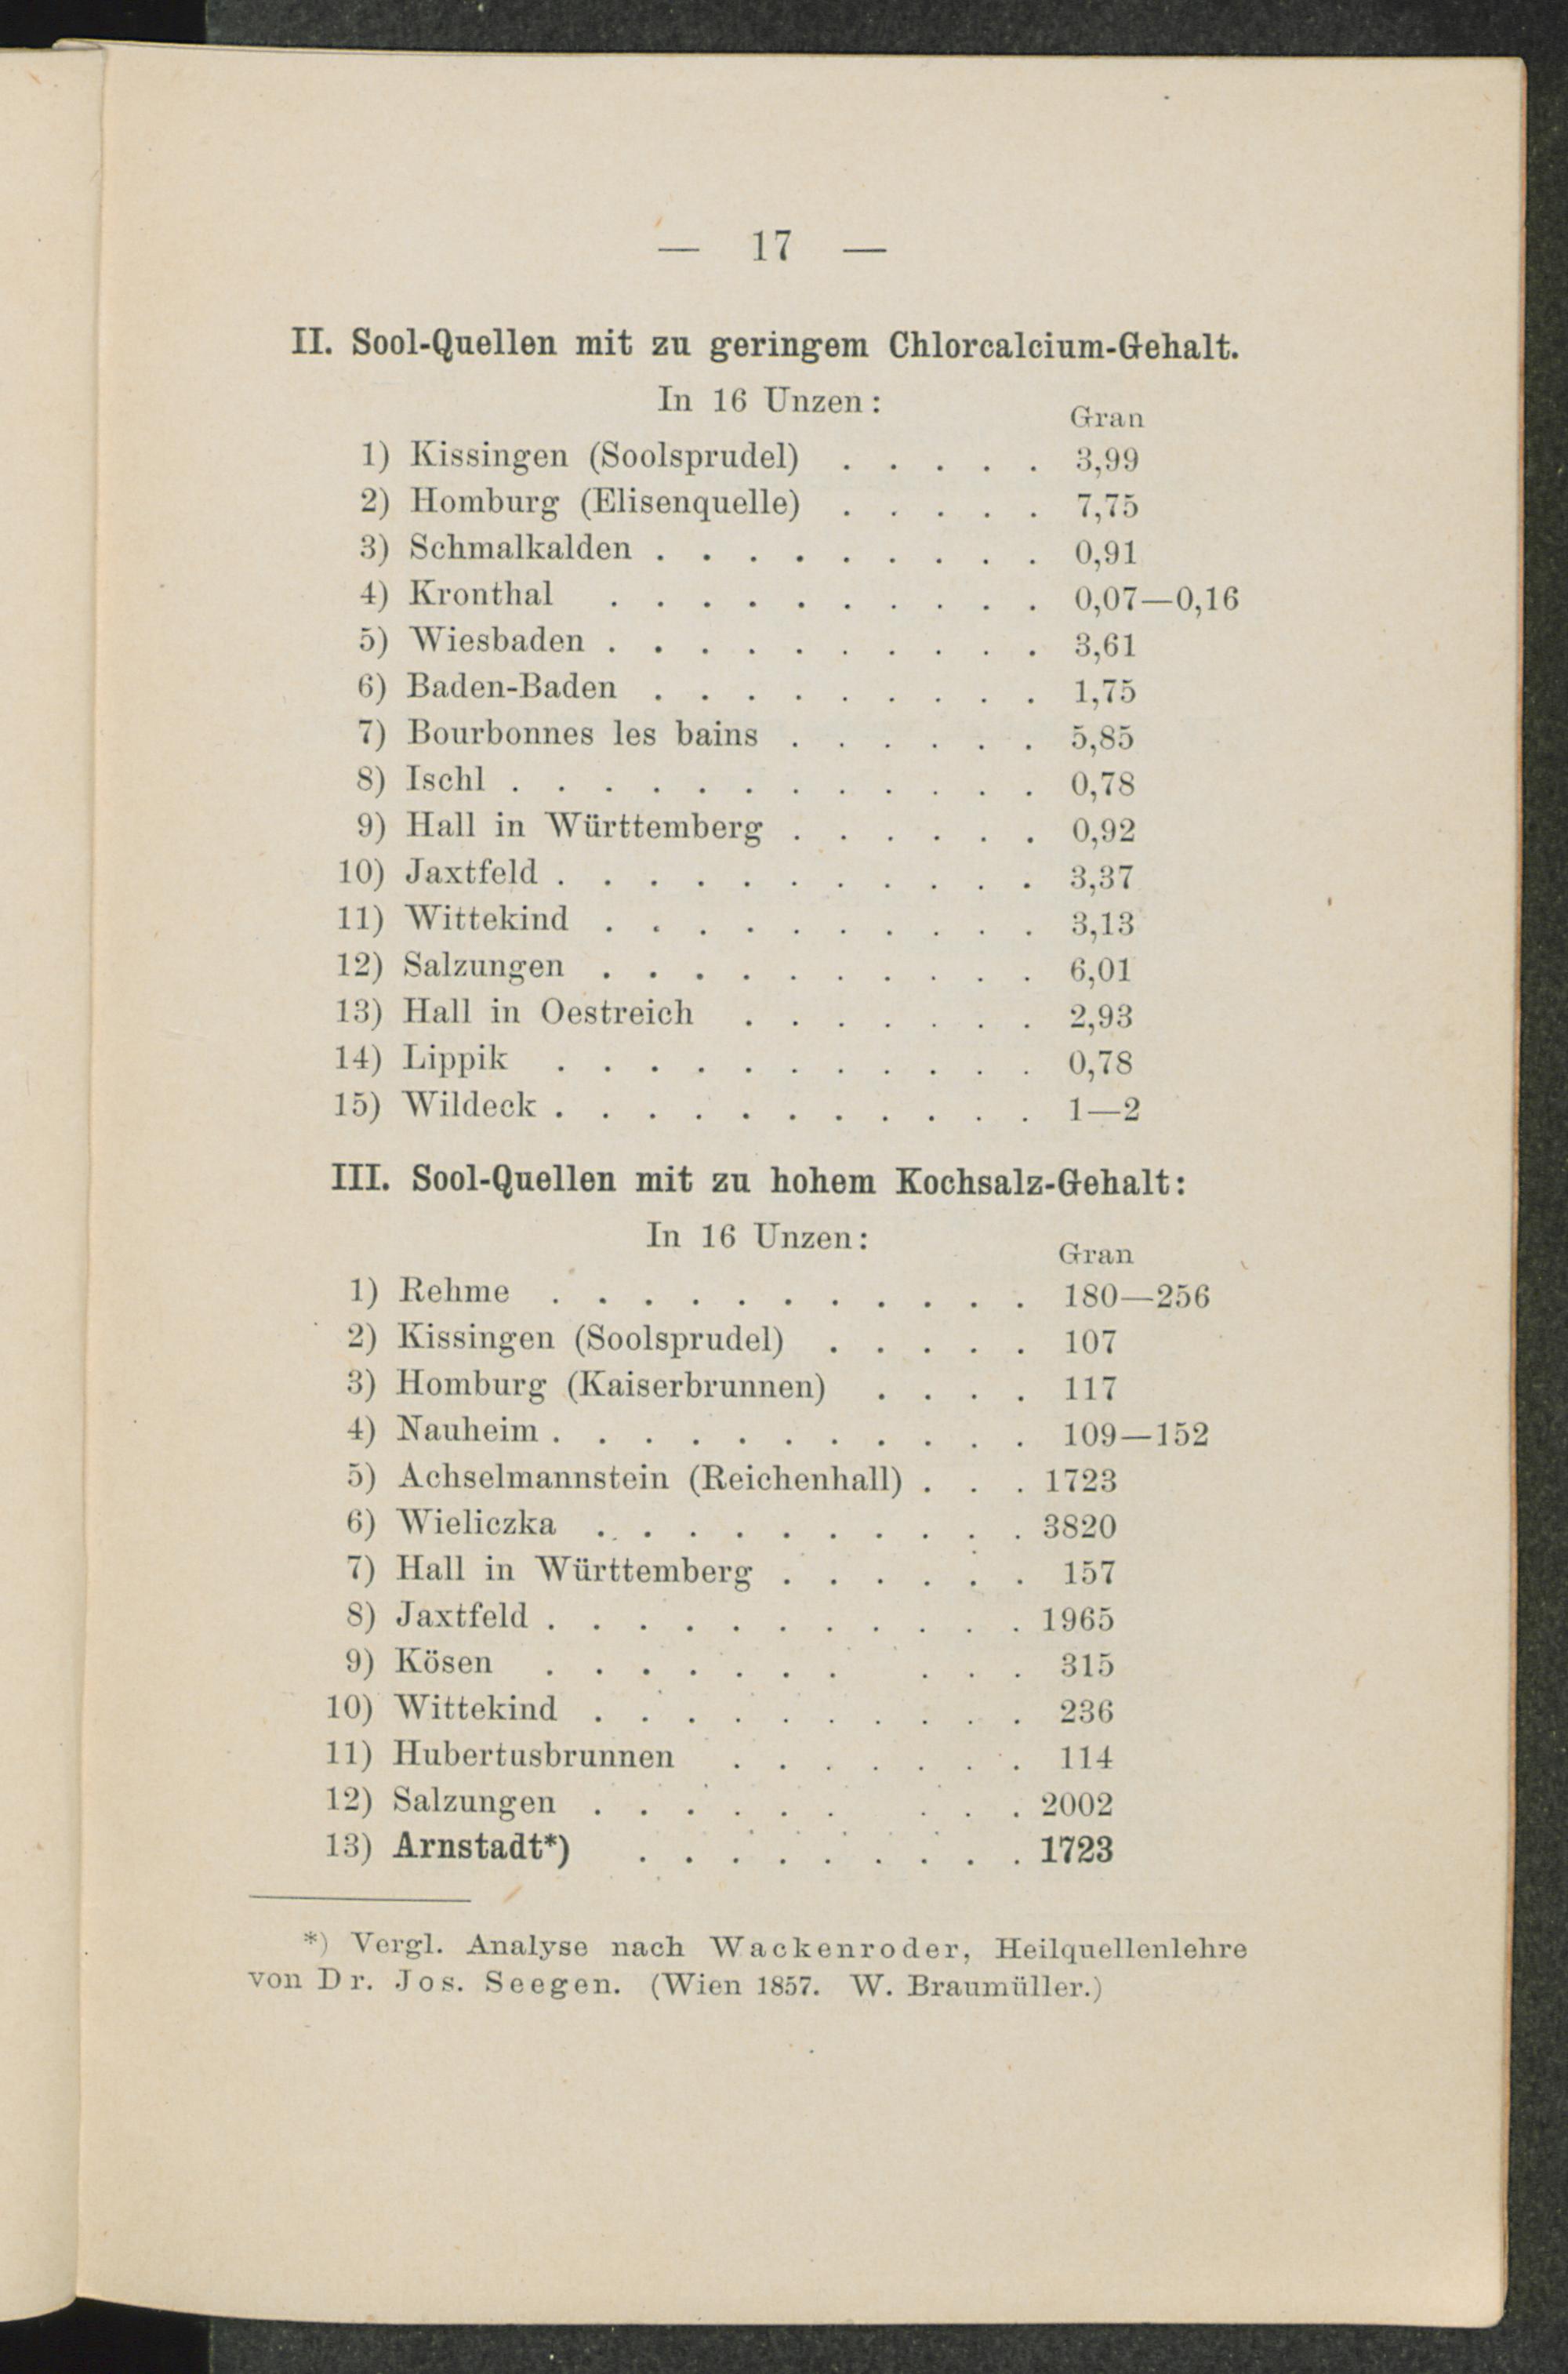 — 17 —
II. Sool-Quellen mit zu geringem Chlorcalcium-Gehalt.
In 16 Unzen:
Gran
1) Kissingen (Soolsprudel) . . . . . 3,99
2) Homburg (Elisenquelle) . . . . . 7,75
3) Schmalkalden . . . . . . . . . 0,91
4) Kronthal . . . . . . . . . . 0,07—0,16
5) Wiesbaden . . . . . . . . . . 3,61
6) Baden-Baden . . . . . . . . . 1,75
7) Bourbonnes les bains . . . . . . 5,85
8) Ischl . . . . . . . . . . . . 0,78
9) Hall in Württemberg . . . . . . 0,92
10) Jaxtfeld . . . . . . . . . . . 3,37
11) Wittekind . . . . . . . . . . 3,13
12) Salzungen . . . . . . . . . . 6,01
13) Hall in Oestreich . . . . . . . 2,93
14) Lippik . . . . . . . . . . . 0,78
15) Wildeck . . . . . . . . . . . 1—2
III. Sool-Quellen mit zu hohem Kochsalz-Gehalt:
In 16 Unzen:
Gran
1) Rehme . . . . . . . . . . . 180—256
2) Kissingen (Soolsprudel) . . . . . 107
3) Homburg (Kaiserbrunnen) . . . . 117
4) Nauheim . . . . . . . . . . . 109—152
5) Achselmannstein (Reichenhall) . . . 1723
6) Wieliczka . . . . . . . . . . 3820
7) Hall in Württemberg . . . . . . 157
8) Jaxtfeld . . . . . . . . . . . 1965
9) Kösen . . . . . . . . . . 315
10) Wittekind . . . . . . . . . . 236
11) Hubertusbrunnen . . . . . . . 114
12) Salzungen . . . . . . . . . 2002
13) Arnstadt*) . . . . . . . . . 1723
*) Vergl. Analyse nach Wackenroder, Heilquellenlehre
von Dr. Jos. Seegen. (Wien 1857. W. Braumüller.)